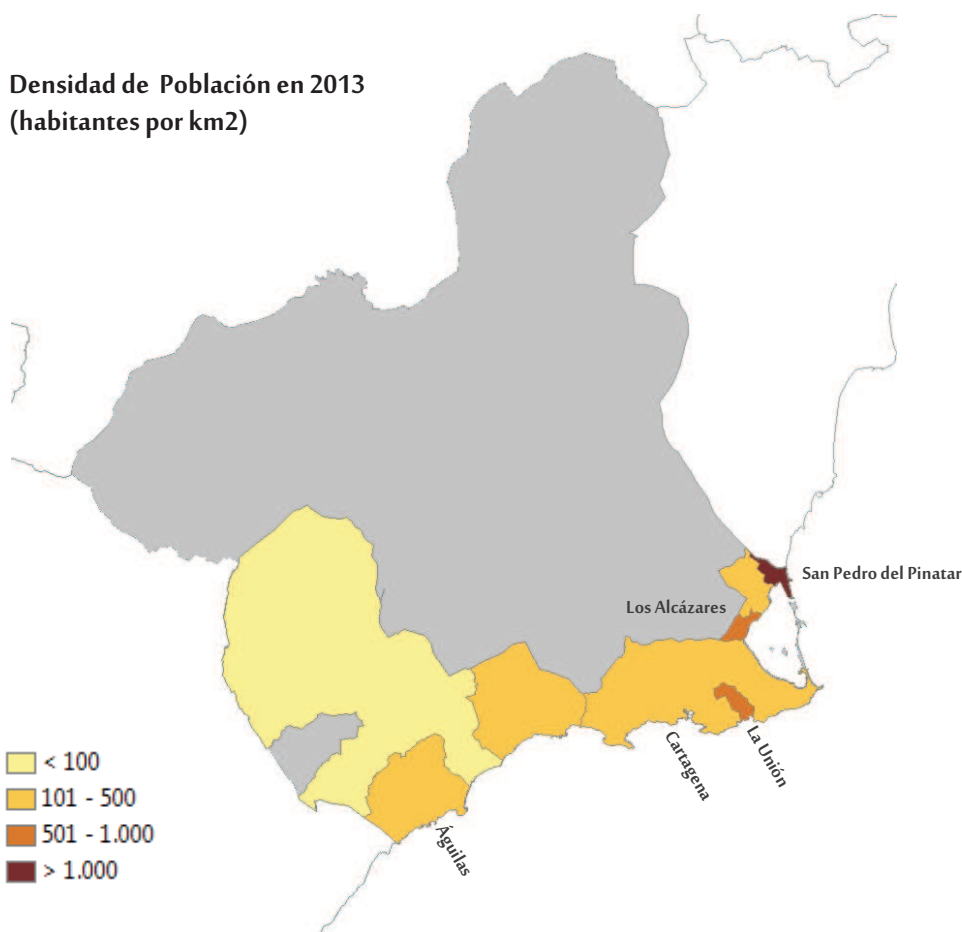 Densidad de Población en 2013
(habitantes por km2)
San Pedro del Pinatar
Los Alcázares
La Unión
Cartagena
Águilas
< 100
101 - 500
501 - 1.000
> 1.000